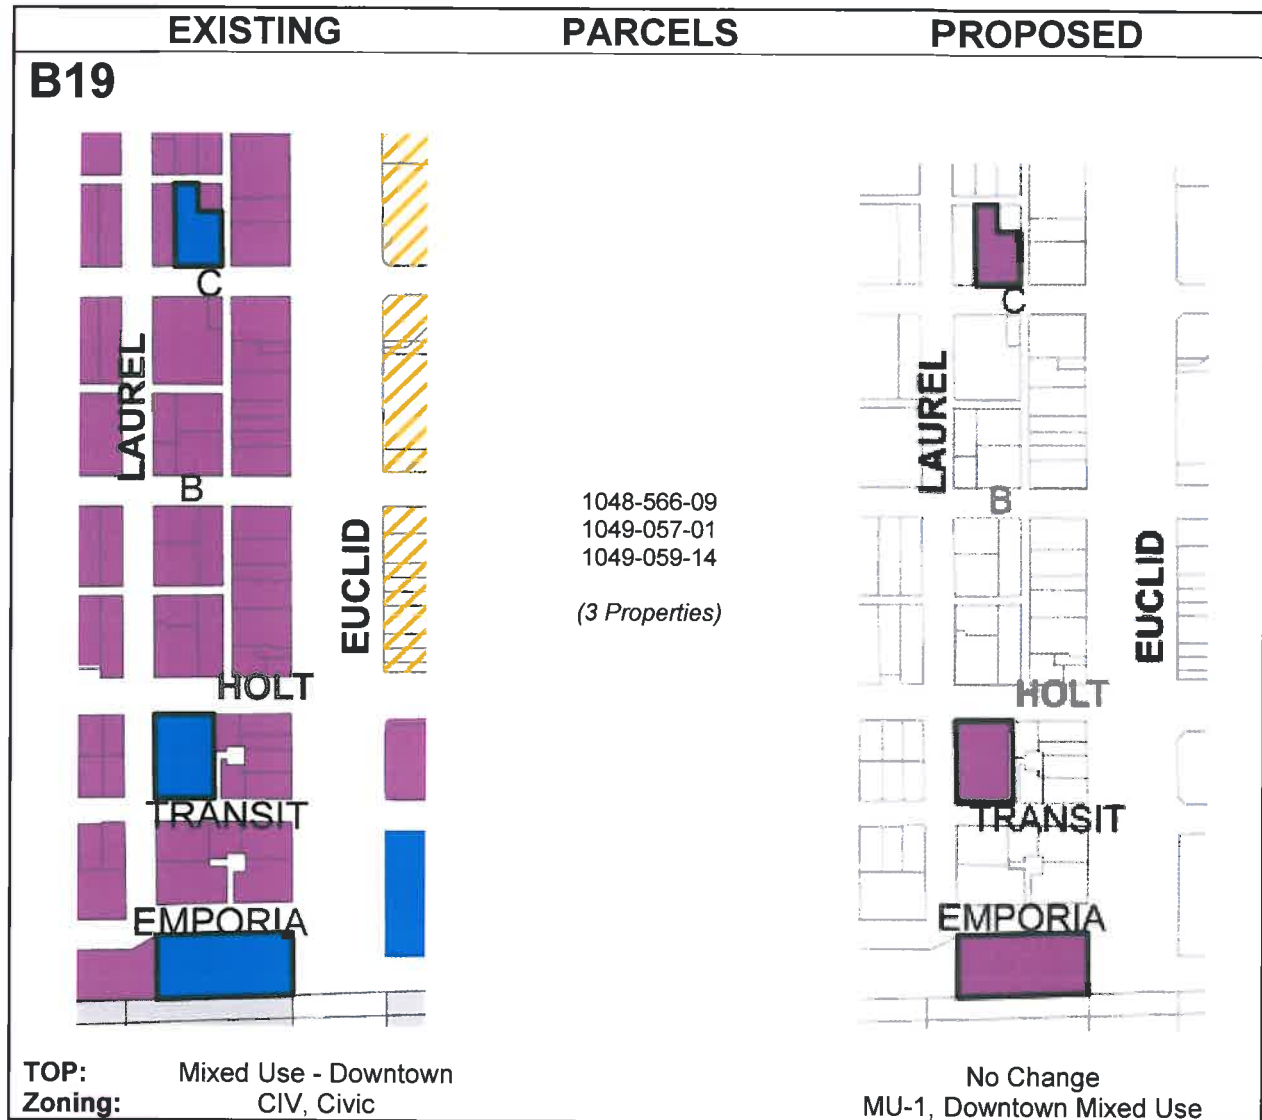 EXISTING PARCELS PROPOSED
B19
C
LAUREL
B
EUCLID
HOLT
TRANSIT
EMPORIA
1048-566-09
1049-057-01
1049-059-14
(3 Properties)
C
LAUREL
B
EUCLID
HOLT
TRANSIT
EMPORIA
TOP: Mixed Use - Downtown No Change
Zoning: CIV, Civic MU-1, Downtown Mixed Use